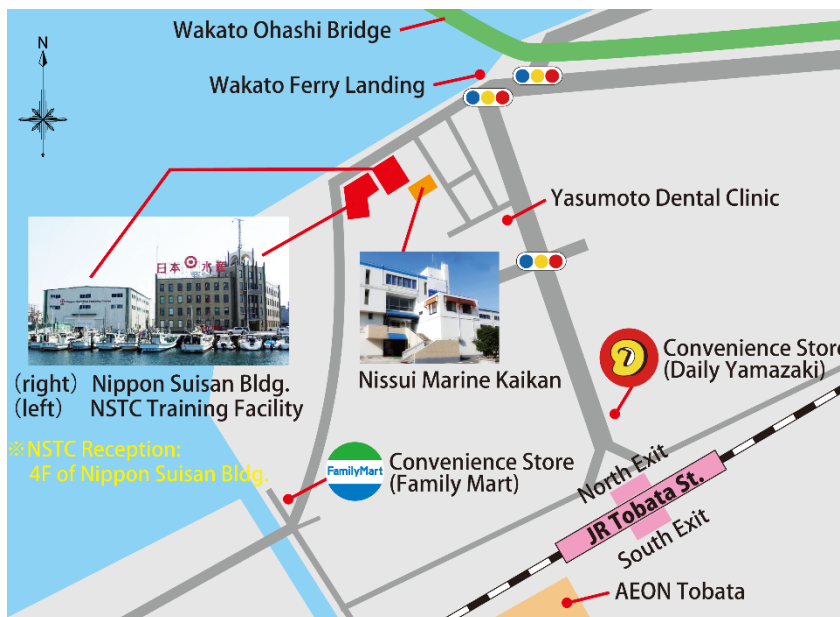 Wakato Ohashi Bridge
N
Wakato Ferry Landing
Yasumoto Dental Clinic
日本 水産
Convenience Store
(Daily Yamazaki)
(right) Nippon Suisan Bldg.
(left) NSTC Training Facility
Nissui Marine Kaikan
※NSTC Reception:
4F of Nippon Suisan Bldg.
FamilyMart
Convenience Store
(Family Mart)
North Exit
JR Tobata St.
South Exit
AEON Tobata